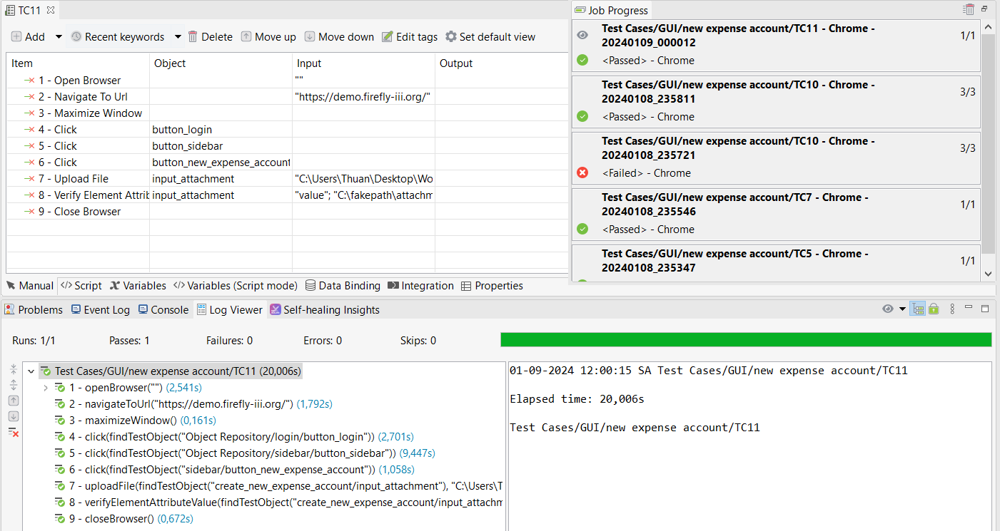 TC11
Add Recent keywords Delete Move up Move down Edit tags Set default view
Item Object Input Output
1 - Open Browser ""
2 - Navigate To Url "https://demo.firefly-iii.org/"
3 - Maximize Window
4 - Click button_login
5 - Click button_sidebar
6 - Click button_new_expense_account
7 - Upload File input_attachment "C:\Users\Thuan\Desktop\Wo
8 - Verify Element Attrib input_attachment "value"; "C:\fakepath\attachm
9 - Close Browser
Manual Script Variables Variables (Script mode) Data Binding Integration Properties
Job Progress
Test Cases/GUI/new expense account/TC11 - Chrome -
20240109_000012
1/1
<Passed> - Chrome
Test Cases/GUI/new expense account/TC10 - Chrome -
20240108_235811
3/3
<Passed> - Chrome
Test Cases/GUI/new expense account/TC10 - Chrome -
20240108_235721
3/3
<Failed> - Chrome
Test Cases/GUI/new expense account/TC7 - Chrome -
20240108_235546
1/1
<Passed> - Chrome
Test Cases/GUI/new expense account/TC5 - Chrome -
20240108_235347
1/1
Problems Event Log Console Log Viewer Self-healing Insights
Runs: 1/1 Passes: 1 Failures: 0 Errors: 0 Skips: 0
Test Cases/GUI/new expense account/TC11 (20,006s)
1 - openBrowser("") (2,541s)
2 - navigateToUrl("https://demo.firefly-iii.org/") (1,792s)
3 - maximizeWindow() (0,161s)
4 - click(findTestObject("Object Repository/login/button_login")) (2,701s)
5 - click(findTestObject("Object Repository/sidebar/button_sidebar")) (9,447s)
6 - click(findTestObject("sidebar/button_new_expense_account")) (1,058s)
7 - uploadFile(findTestObject("create_new_expense_account/input_attachment"), "C:\Users\T
8 - verifyElementAttributeValue(findTestObject("create_new_expense_account/input_attachm
9 - closeBrowser() (0,672s)
01-09-2024 12:00:15 SA Test Cases/GUI/new expense account/TC11
Elapsed time: 20,006s
Test Cases/GUI/new expense account/TC11